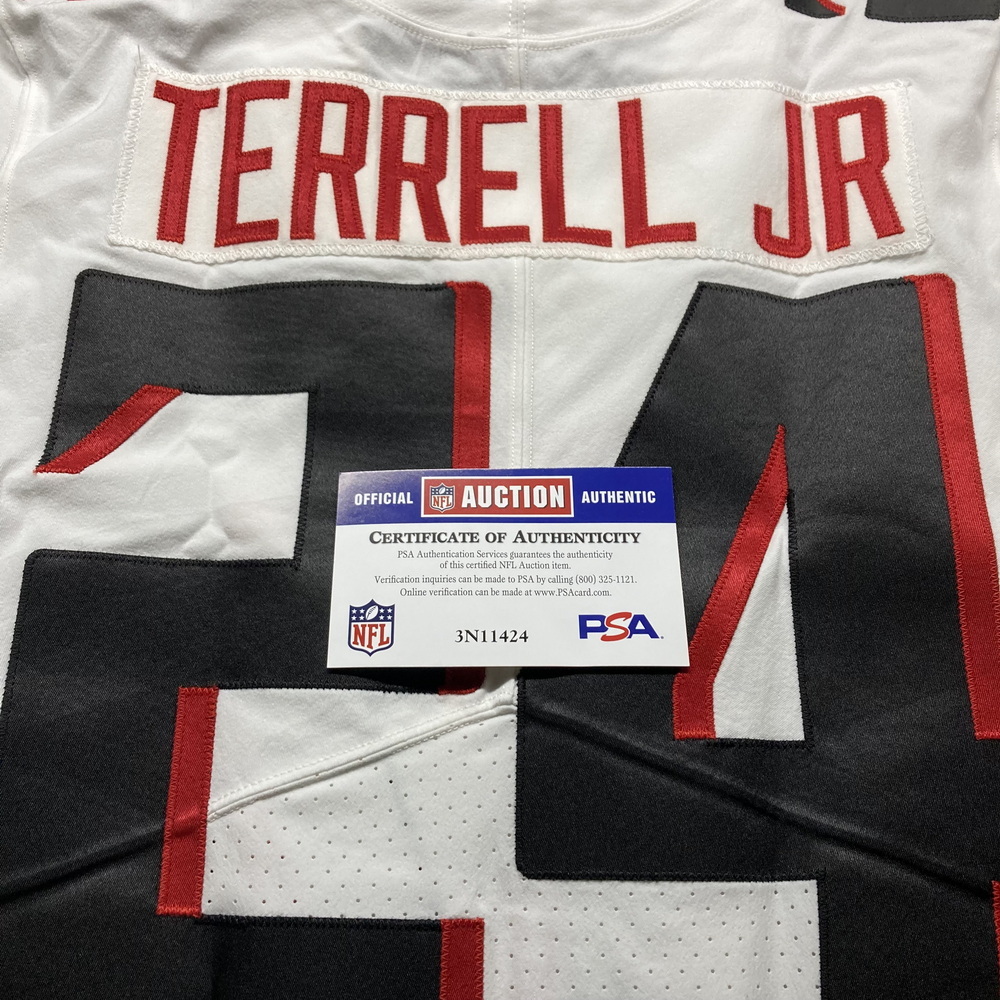 TERRELL JR
24
OFFICIAL NFL AUCTION AUTHENTIC
CERTIFICATE OF AUTHENTICITY
PSA Authentication Services guarantees the authenticity
of this certified NFL Auction item.
Verification inquiries can be made to PSA by calling (800) 325-1121.
Online verification can be made at www.PSAcard.com.
NFL
3N11424
PSA